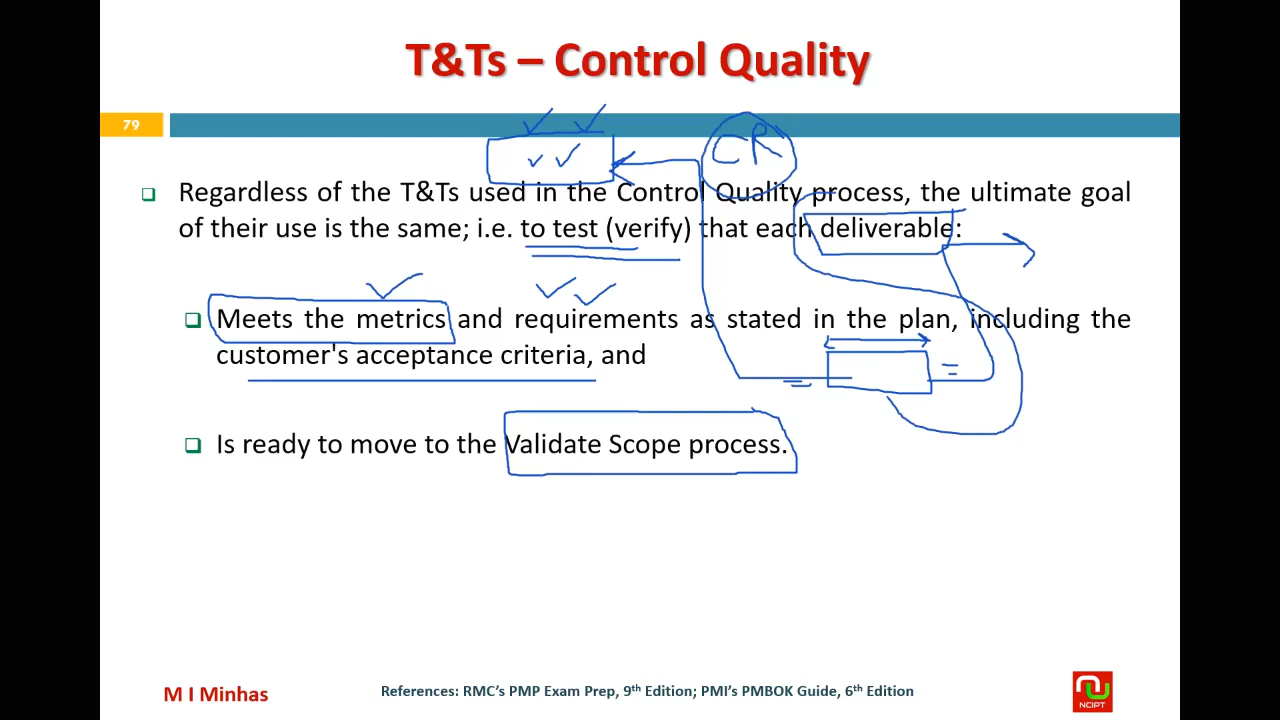 T&Ts – Control Quality
79
CR
❑ Regardless of the T&Ts used in the Control Quality process, the ultimate goal
of their use is the same; i.e. to test (verify) that each deliverable:
❑ Meets the metrics and requirements as stated in the plan, including the
customer's acceptance criteria, and
❑ Is ready to move to the Validate Scope process.
M I Minhas
References: RMC's PMP Exam Prep, 9th Edition; PMI's PMBOK Guide, 6th Edition
NCIPT